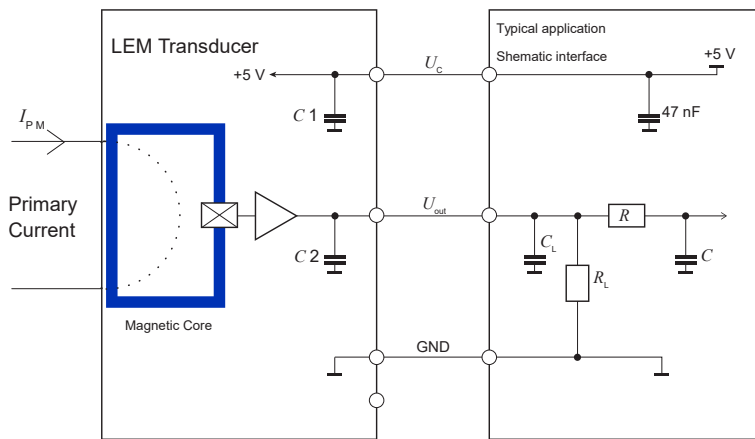 LEM Transducer
Typical application
Shematic interface
+5 V
U_C
+5 V
C 1
47 nF
I_PM
Primary
Current
U_out
R
C 2
C_L
C
R_L
Magnetic Core
GND